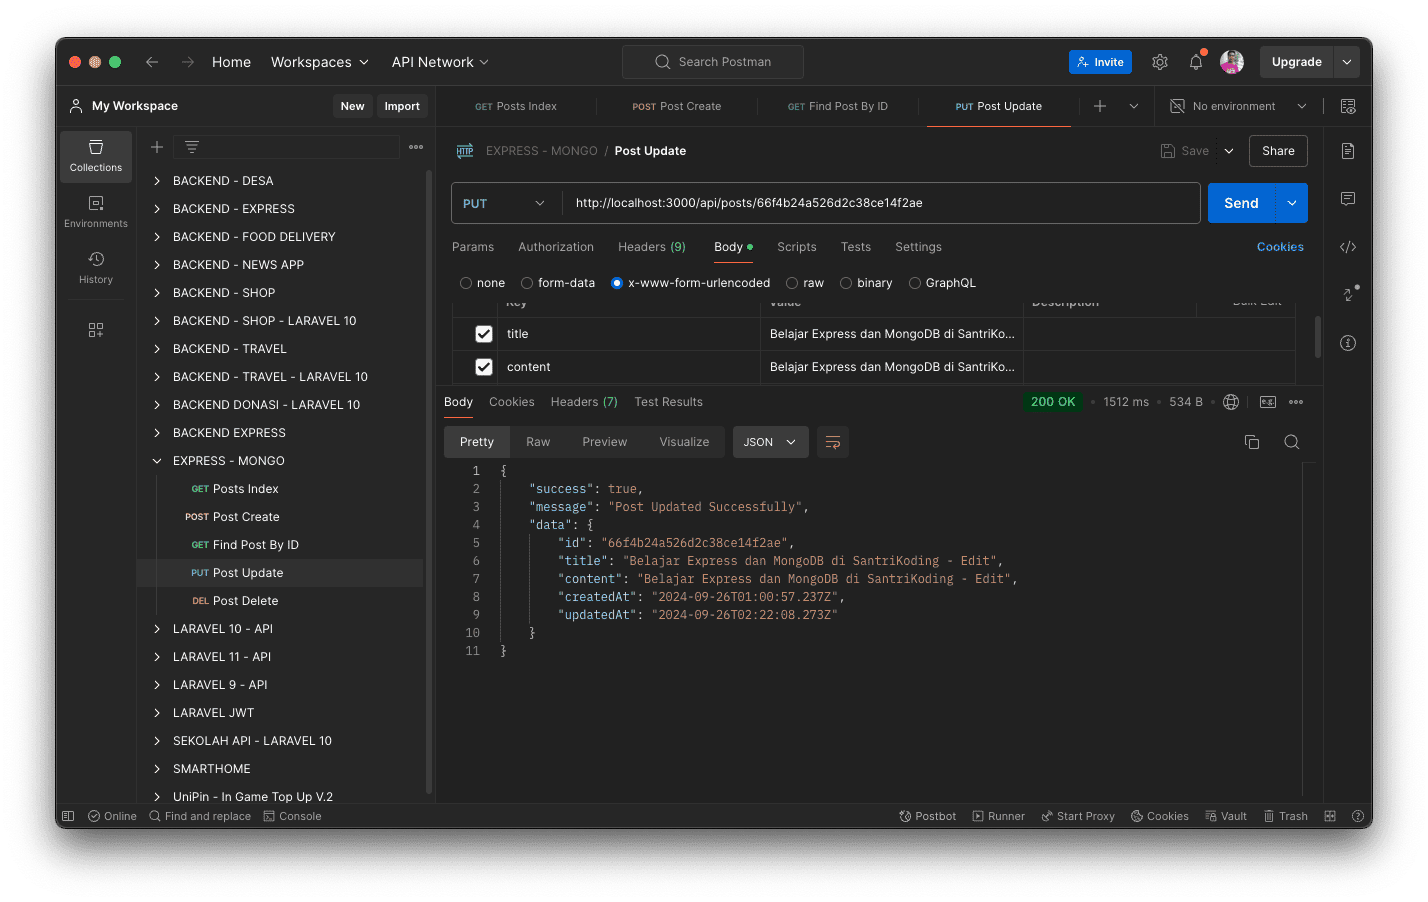 Home
Workspaces
API Network
Search Postman
Invite
Upgrade
My Workspace
New
Import
GET Posts Index
POST Post Create
GET Find Post By ID
PUT Post Update
No environment
Collections
Environments
History
BACKEND - DESA
BACKEND - EXPRESS
BACKEND - FOOD DELIVERY
BACKEND - NEWS APP
BACKEND - SHOP
BACKEND - SHOP - LARAVEL 10
BACKEND - TRAVEL
BACKEND - TRAVEL - LARAVEL 10
BACKEND DONASI - LARAVEL 10
BACKEND EXPRESS
EXPRESS - MONGO
GET Posts Index
POST Post Create
GET Find Post By ID
PUT Post Update
DEL Post Delete
LARAVEL 10 - API
LARAVEL 11 - API
LARAVEL 9 - API
LARAVEL JWT
SEKOLAH API - LARAVEL 10
SMARTHOME
UniPin - In Game Top Up V.2
HTTP EXPRESS - MONGO / Post Update
Save
Share
PUT
http://localhost:3000/api/posts/66f4b24a526d2c38ce14f2ae
Send
Params Authorization Headers (9) Body Scripts Tests Settings Cookies
none form-data x-www-form-urlencoded raw binary GraphQL
Key Value Description Bulk Edit
title Belajar Express dan MongoDB di SantriKo...
content Belajar Express dan MongoDB di SantriKo...
Body Cookies Headers (7) Test Results 200 OK 1512 ms 534 B e.g.
Pretty Raw Preview Visualize JSON
1 {
2 "success": true,
3 "message": "Post Updated Successfully",
4 "data": {
5 "id": "66f4b24a526d2c38ce14f2ae",
6 "title": "Belajar Express dan MongoDB di SantriKoding - Edit",
7 "content": "Belajar Express dan MongoDB di SantriKoding - Edit",
8 "createdAt": "2024-09-26T01:00:57.237Z",
9 "updatedAt": "2024-09-26T02:22:08.273Z"
10 }
11 }
Online Find and replace Console Postbot Runner Start Proxy Cookies Vault Trash